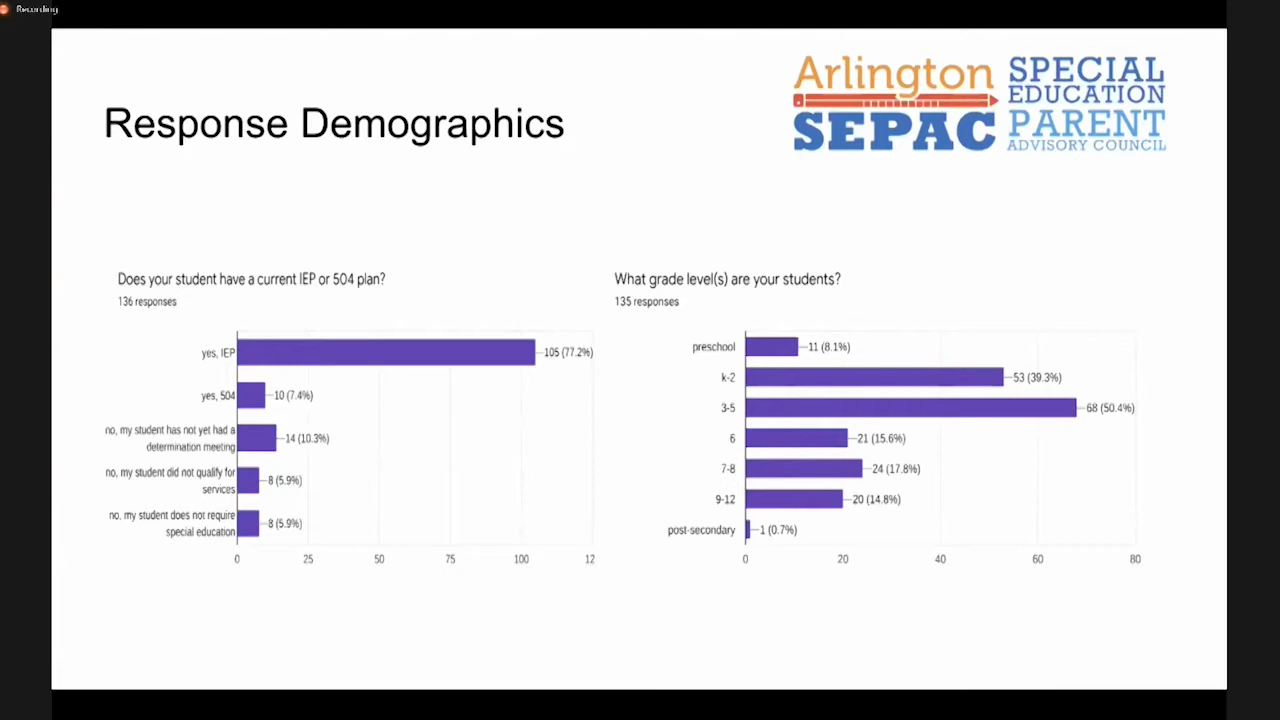 Recording
Response Demographics
Arlington
SEPAC
SPECIAL
EDUCATION
PARENT
ADVISORY COUNCIL
Does your student have a current IEP or 504 plan?
136 responses
yes, IEP 105 (77.2%)
yes, 504 10 (7.4%)
no, my student has not yet had a
determination meeting 14 (10.3%)
no, my student did not qualify for
services 8 (5.9%)
no, my student does not require
special education 8 (5.9%)
0 25 50 75 100 12
What grade level(s) are your students?
135 responses
preschool 11 (8.1%)
k-2 53 (39.3%)
3-5 68 (50.4%)
6 21 (15.6%)
7-8 24 (17.8%)
9-12 20 (14.8%)
post-secondary 1 (0.7%)
0 20 40 60 80